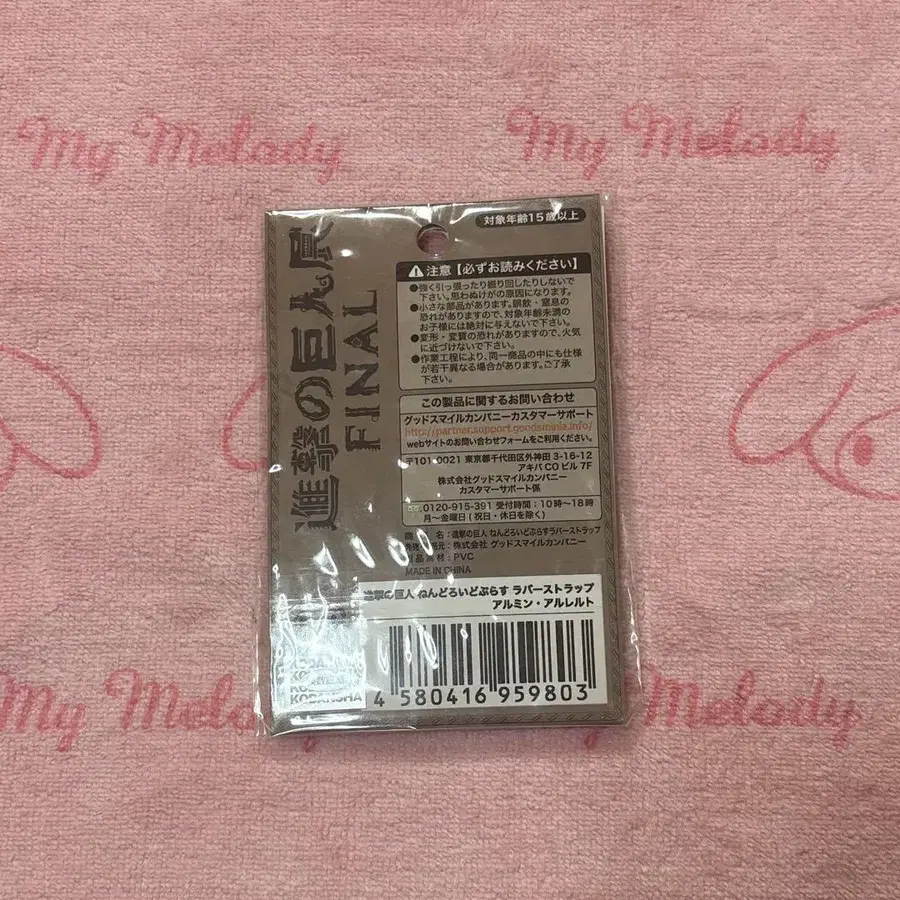 My Melody
My Melody
進撃の巨人展
FINAL
対象年齢15歳以上
注意【必ずお読みください】
●強く引っ張ったり振り回したりしないで
下さい。思わぬけがの原因になります。
●小さな部品があります。誤飲・窒息の
恐れがありますので、対象年齢未満の
お子様には絶対に与えないで下さい。
●変形・変質の恐れがありますので、火気
に近づけないで下さい。
●作業工程により、同一商品の中にも仕様
が若干異なる場合があります。ご了承
下さい。
この製品に関するお問い合わせ
グッドスマイルカンパニーカスタマーサポート
http://partner.support.goodsmile.info/
webサイトのお問い合わせフォームをご利用ください。
〒101-0021 東京都千代田区外神田 3-16-12
アキバ CO ビル 7F
株式会社グッドスマイルカンパニー
カスタマーサポート係
0120-915-391 受付時間:10時〜18時
月〜金曜日(祝日・休日を除く)
商 名:進撃の巨人 ねんどろいどぷらすラバーストラップ
元:株式会社 グッドスマイルカンパニー
製品素材:PVC
MADE IN CHINA
進撃の巨人 ねんどろいどぷらす ラバーストラップ
アルミン・アルレルト
KODANSHA
4 580416 959803
My Melody
My Melody